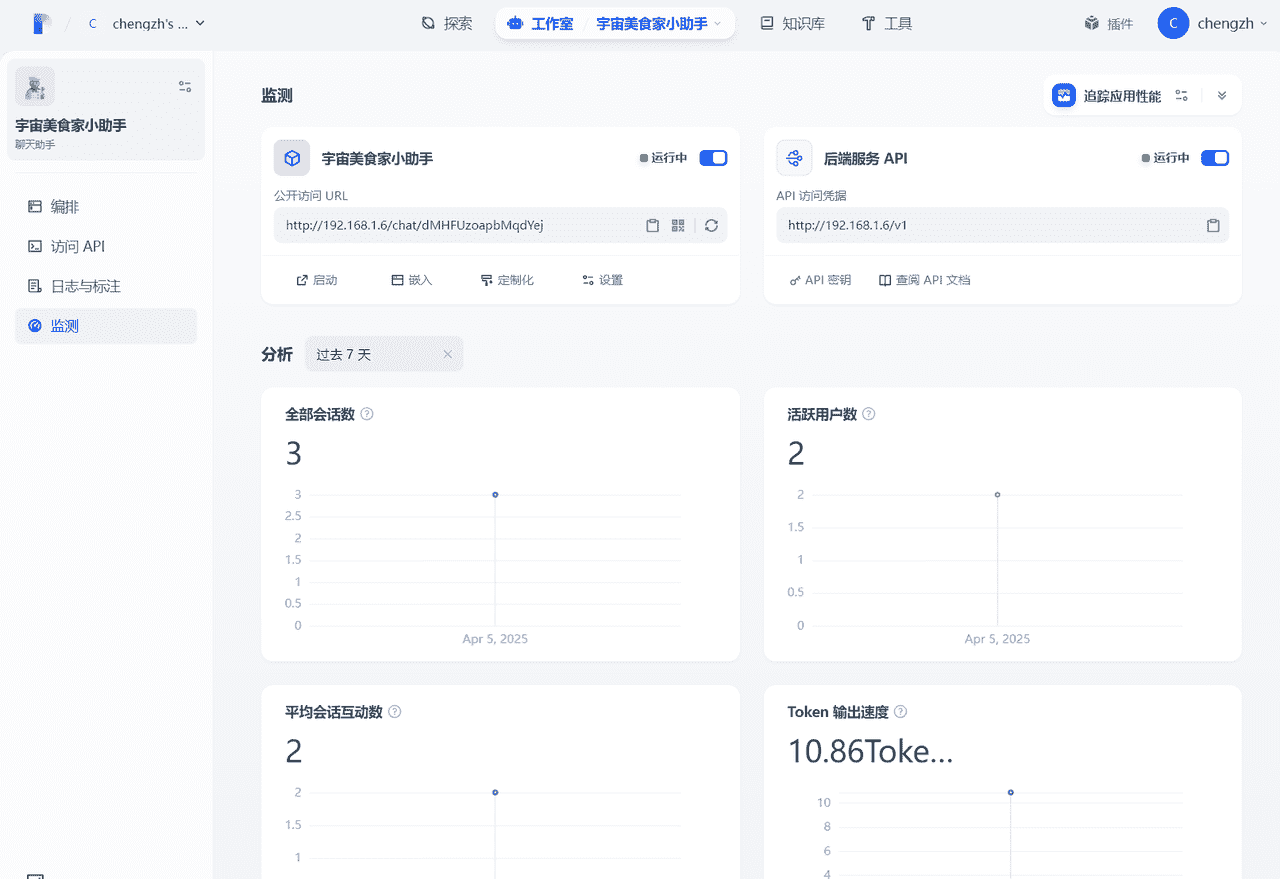 C chengzh's ... 探索 工作室 / 宇宙美食家小助手 知识库 工具 插件 C chengzh
宇宙美食家小助手
聊天助手
编排
访问 API
日志与标注
监测
监测
追踪应用性能
宇宙美食家小助手 运行中
公开访问 URL
http://192.168.1.6/chat/dMHFUzoapbMqdYej
启动 嵌入 定制化 设置
后端服务 API 运行中
API 访问凭据
http://192.168.1.6/v1
API 密钥 查阅 API 文档
分析 过去 7 天
全部会话数
3
3
2.5
2
1.5
1
0.5
0
Apr 5, 2025
活跃用户数
2
2
1.5
1
0.5
0
Apr 5, 2025
平均会话互动数
2
2
1.5
1
Token 输出速度
10.86Toke...
10
8
6
4